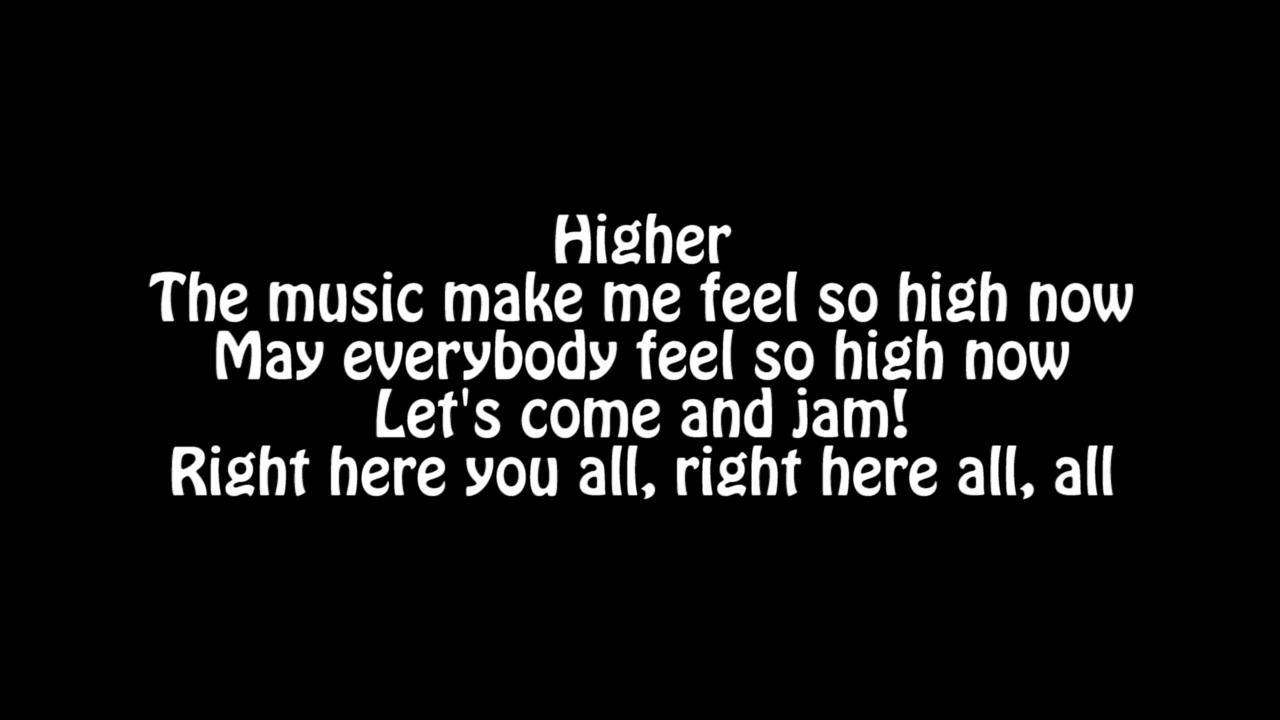 Higher
The music make me feel so high now
May everybody feel so high now
Let's come and jam!
Right here you all, right here all, all